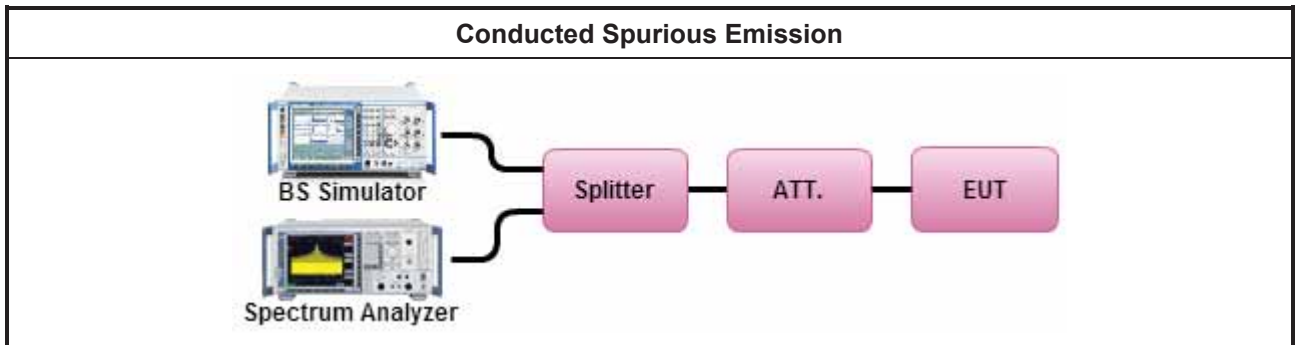 Conducted Spurious Emission
BS Simulator
Splitter
ATT.
EUT
Spectrum Analyzer